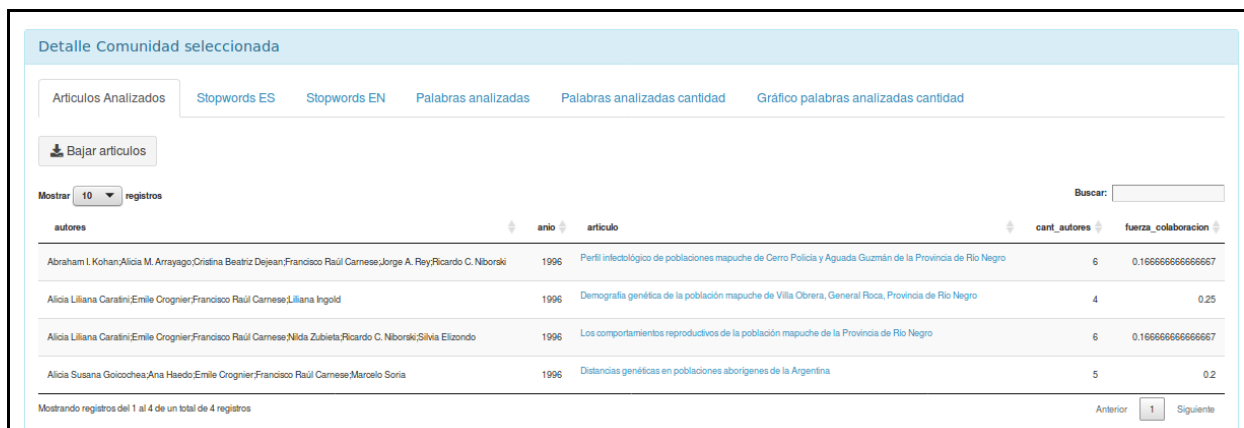 Detalle Comunidad seleccionada
Articulos Analizados Stopwords ES Stopwords EN Palabras analizadas Palabras analizadas cantidad Gráfico palabras analizadas cantidad
Bajar articulos
Mostrar 10 registros Buscar:
autores anio articulo cant_autores fuerza_colaboracion
Abraham I. Kohan;Alicia M. Arrayago;Cristina Beatriz Dejean;Francisco Raúl Carnese;Jorge A. Rey;Ricardo C. Niborski 1996 Perfil infectológico de poblaciones mapuche de Cerro Policía y Aguada Guzmán de la Provincia de Río Negro 6 0.166666666666667
Alicia Liliana Caratini;Emile Crognier;Francisco Raúl Carnese;Liliana Ingold 1996 Demografía genética de la población mapuche de Villa Obrera, General Roca, Provincia de Río Negro 4 0.25
Alicia Liliana Caratini;Emile Crognier;Francisco Raúl Carnese;Nilda Zubieta;Ricardo C. Niborski;Silvia Elizondo 1996 Los comportamientos reproductivos de la población mapuche de la Provincia de Río Negro 6 0.166666666666667
Alicia Susana Goicochea;Ana Haedo;Emile Crognier;Francisco Raúl Carnese;Marcelo Soria 1996 Distancias genéticas en poblaciones aborígenes de la Argentina 5 0.2
Mostrando registros del 1 al 4 de un total de 4 registros Anterior 1 Siguiente